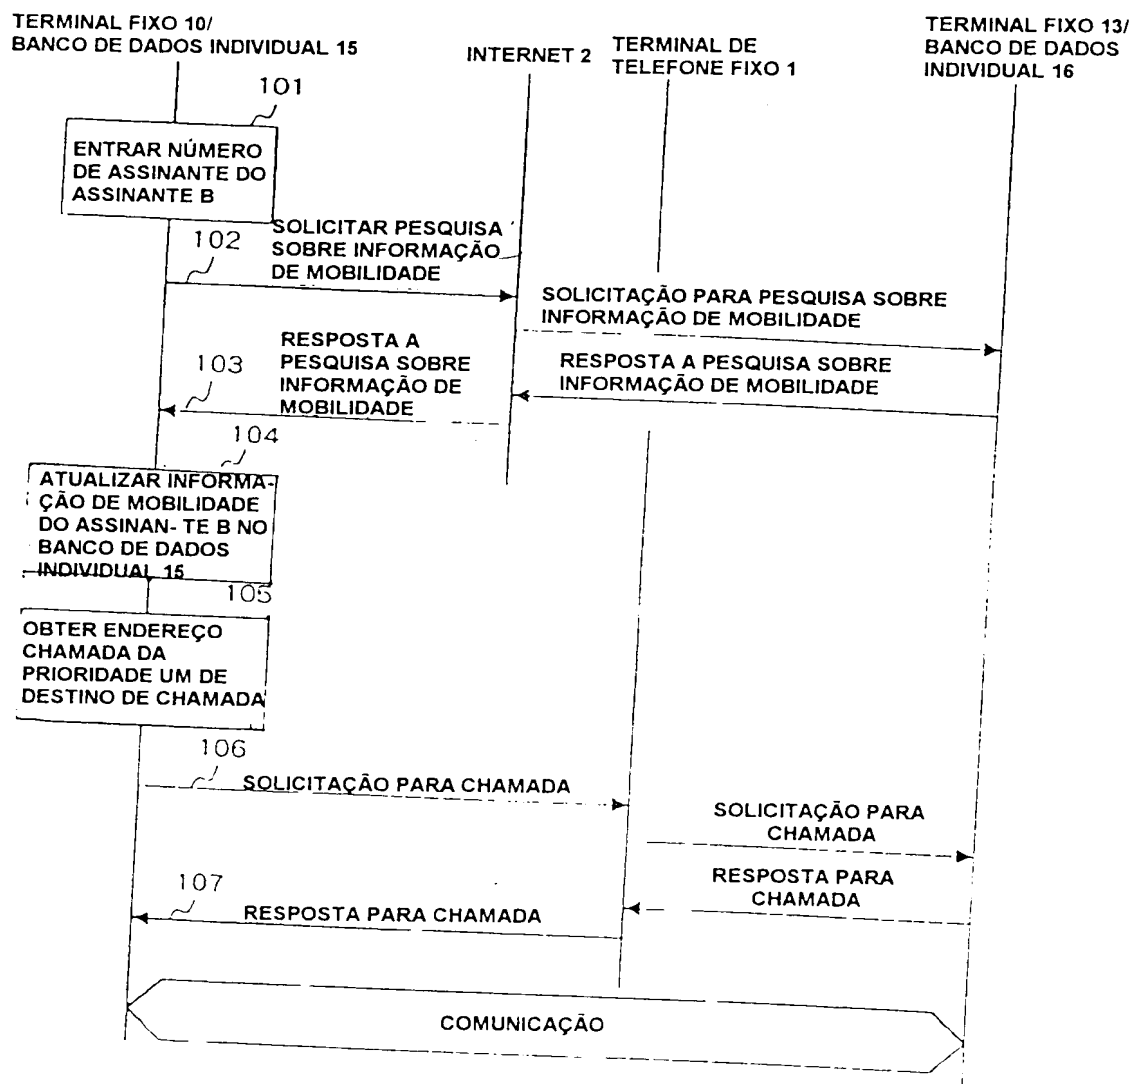 TERMINAL FIXO 10/
BANCO DE DADOS INDIVIDUAL 15
INTERNET 2
TERMINAL DE
TELEFONE FIXO 1
TERMINAL FIXO 13/
BANCO DE DADOS
INDIVIDUAL 16
101
ENTRAR NÚMERO
DE ASSINANTE DO
ASSINANTE B
102
SOLICITAR PESQUISA
SOBRE INFORMAÇÃO
DE MOBILIDADE
SOLICITAÇÃO PARA PESQUISA SOBRE
INFORMAÇÃO DE MOBILIDADE
103
RESPOSTA A
PESQUISA SOBRE
INFORMAÇÃO DE
MOBILIDADE
RESPOSTA A PESQUISA SOBRE
INFORMAÇÃO DE MOBILIDADE
104
ATUALIZAR INFORMA-
ÇÃO DE MOBILIDADE
DO ASSINAN- TE B NO
BANCO DE DADOS
INDIVIDUAL 15
105
OBTER ENDEREÇO
CHAMADA DA
PRIORIDADE UM DE
DESTINO DE CHAMADA
106
SOLICITAÇÃO PARA CHAMADA
SOLICITAÇÃO PARA
CHAMADA
RESPOSTA PARA
CHAMADA
107
RESPOSTA PARA CHAMADA
COMUNICAÇÃO